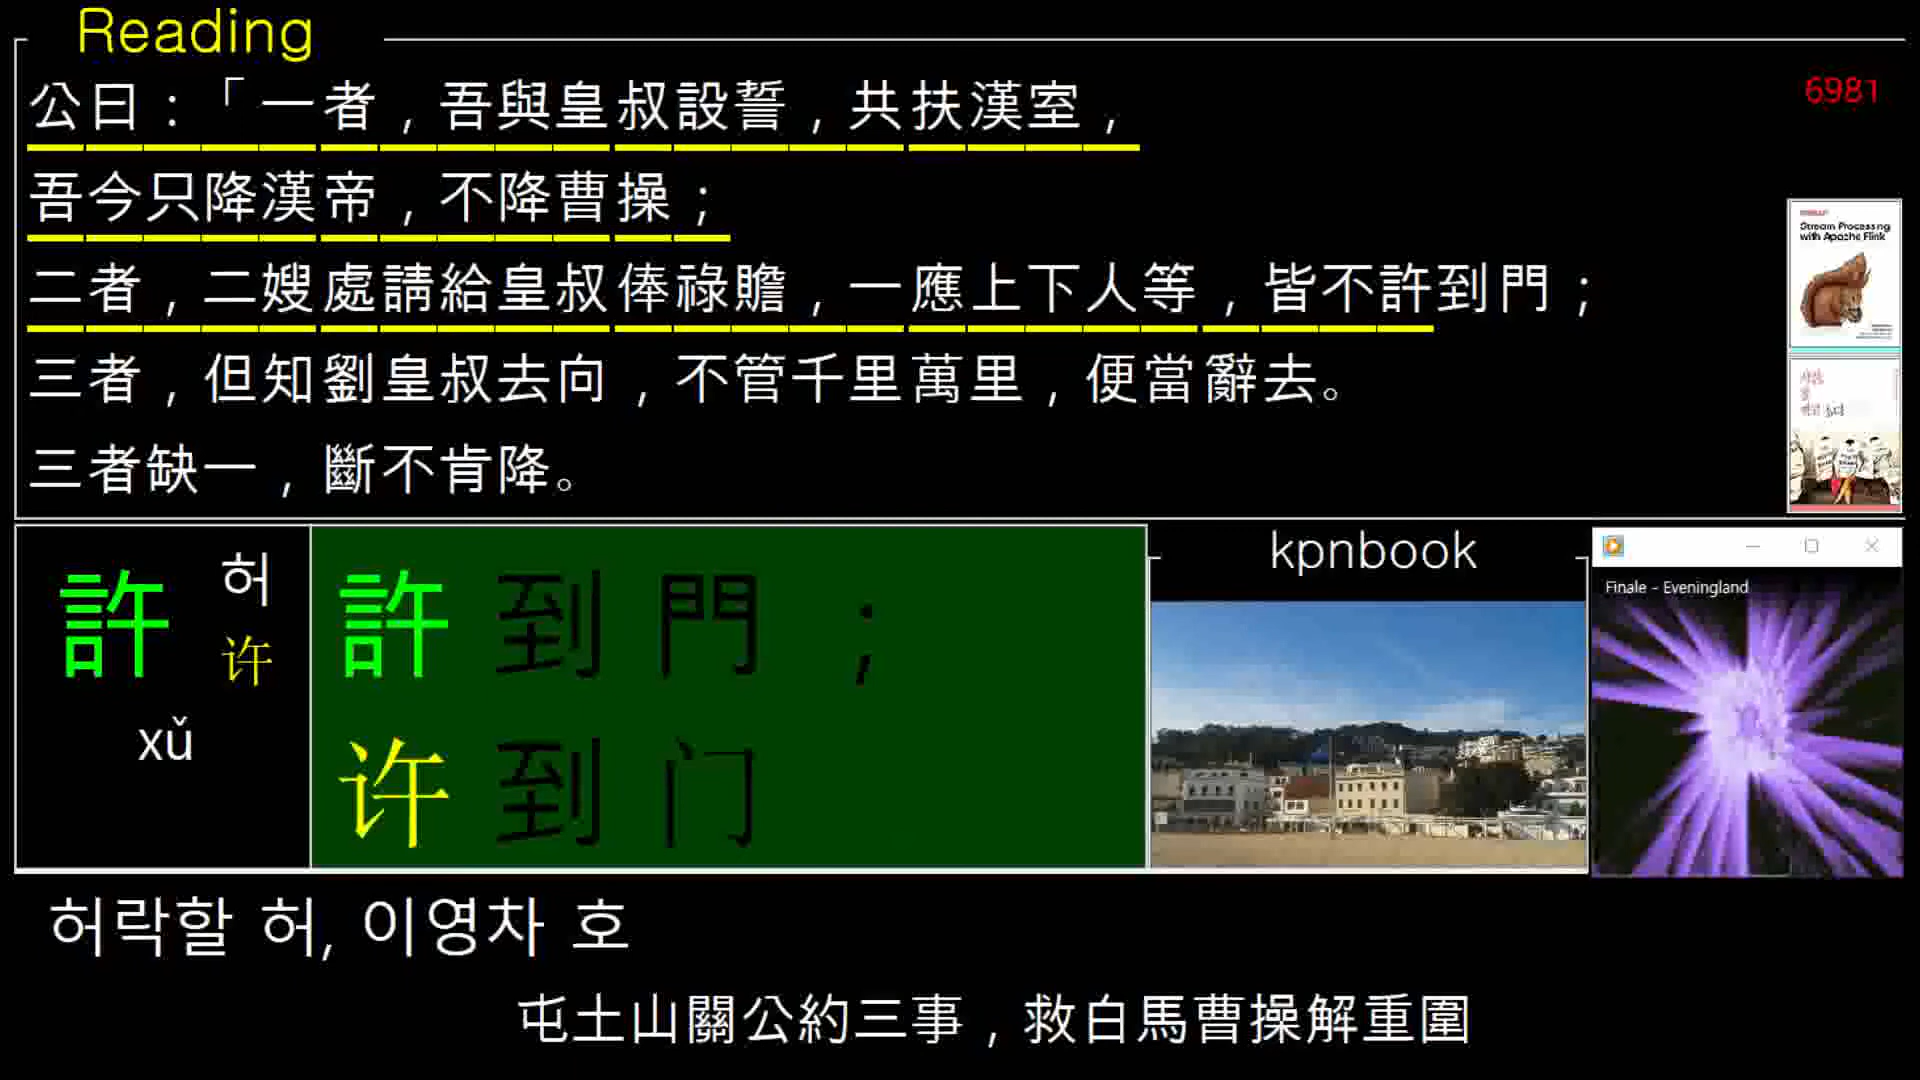 Reading
公曰：「一者，吾與皇叔設誓，共扶漢室，
6981
吾今只降漢帝，不降曹操；
二者，二嫂處請給皇叔俸祿贍，一應上下人等，皆不許到門；
三者，但知劉皇叔去向，不管千里萬里，便當辭去。
三者缺一，斷不肯降。
Stream Processing
with Apache Flink
許 허
许
xǔ
許到門；
许到门
kpnbook
Finale - Eveningland
허락할 허, 이영차 호
屯土山關公約三事，救白馬曹操解重圍